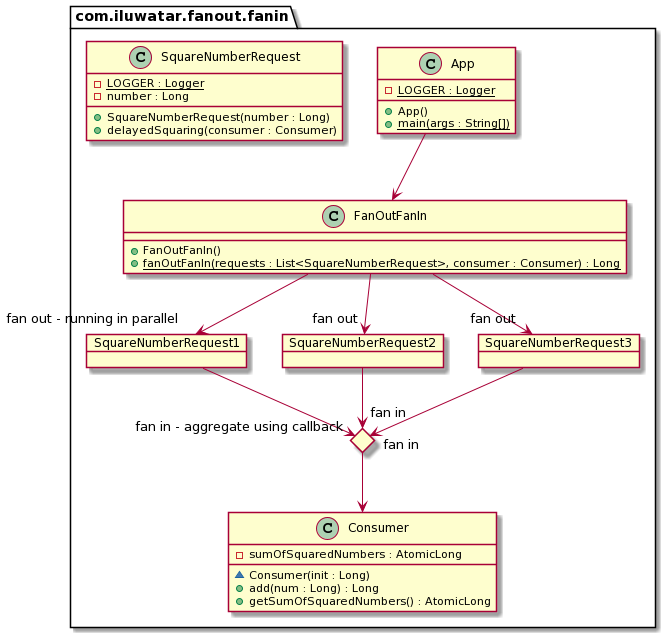 com.iluwatar.fanout.fanin
C SquareNumberRequest
LOGGER : Logger
number : Long
SquareNumberRequest(number : Long)
delayedSquaring(consumer : Consumer)
C App
LOGGER : Logger
App()
main(args : String[])
C FanOutFanIn
FanOutFanIn()
fanOutFanIn(requests : List<SquareNumberRequest>, consumer : Consumer) : Long
fan out - running in parallel
fan out
fan out
SquareNumberRequest1
SquareNumberRequest2
SquareNumberRequest3
fan in - aggregate using callback
fan in
fan in
C Consumer
sumOfSquaredNumbers : AtomicLong
Consumer(init : Long)
add(num : Long) : Long
getSumOfSquaredNumbers() : AtomicLong